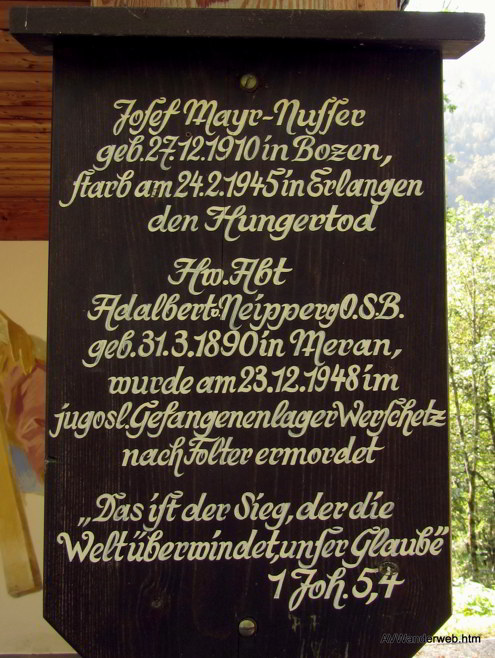 Josef Mayr-Nusser
geb. 27.12.1910 in Bozen,
starb am 24.2.1945 in Erlangen
den Hungertod
Hw. Abt
Adalbert v. Neipperg O.S.B.
geb. 31.3.1890 in Meran,
wurde am 23.12.1948 im
jugosl. Gefangenenlager Werschetz
nach Folter ermordet
„Das ist der Sieg, der die
Welt überwindet, unser Glaube"
1 Joh. 5,4
AVWanderweb.htm